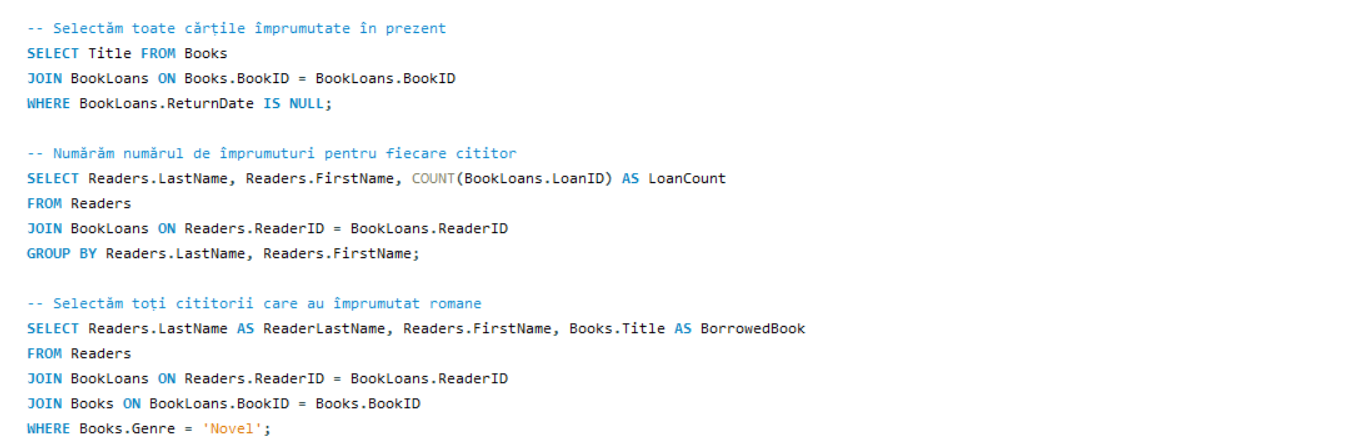 -- Selectăm toate cărțile împrumutate în prezent
SELECT Title FROM Books
JOIN BookLoans ON Books.BookID = BookLoans.BookID
WHERE BookLoans.ReturnDate IS NULL;
-- Numărăm numărul de împrumuturi pentru fiecare cititor
SELECT Readers.LastName, Readers.FirstName, COUNT(BookLoans.LoanID) AS LoanCount
FROM Readers
JOIN BookLoans ON Readers.ReaderID = BookLoans.ReaderID
GROUP BY Readers.LastName, Readers.FirstName;
-- Selectăm toți cititorii care au împrumutat romane
SELECT Readers.LastName AS ReaderLastName, Readers.FirstName, Books.Title AS BorrowedBook
FROM Readers
JOIN BookLoans ON Readers.ReaderID = BookLoans.ReaderID
JOIN Books ON BookLoans.BookID = Books.BookID
WHERE Books.Genre = 'Novel';